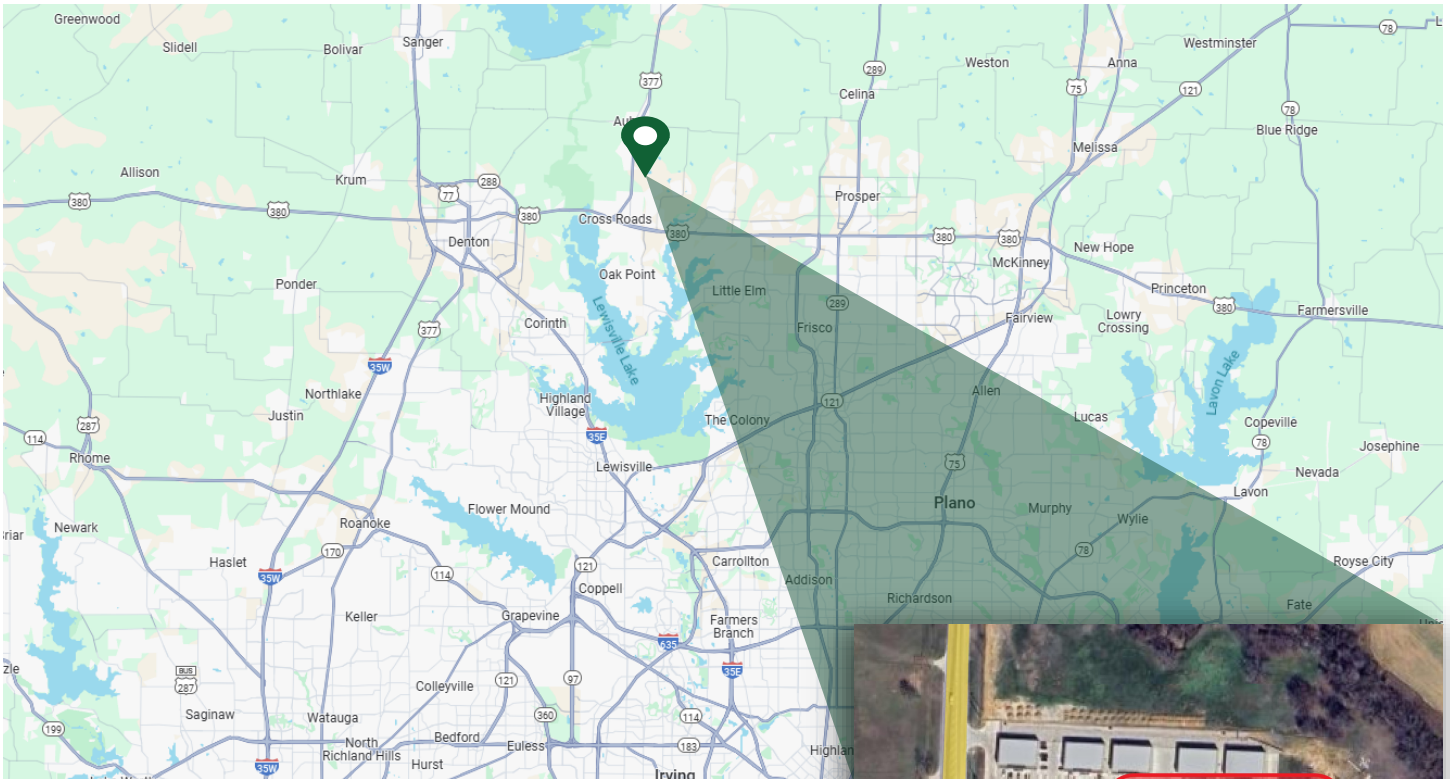 Greenwood
Slidell
Bolivar
Sanger
377
289
Celina
Weston
75
Westminster
Anna
121
78
78
Blue Ridge
Melissa
Allison
Krum
288
77
380
380
380
Cross Roads
380
Denton
Prosper
380
380
McKinney
New Hope
Princeton
380
Farmersville
Ponder
Oak Point
Little Elm
289
Frisco
Fairview
Lowry
Crossing
Corinth
377
Lewisville Lake
Lavon Lake
35W
Northlake
Justin
Highland
Village
35E
The Colony
121
Allen
Lucas
Copeville
78
Josephine
287
114
Rhome
Lewisville
75
Nevada
Lavon
Newark
Roanoke
Flower Mound
Plano
Murphy
Wylie
170
78
Haslet
35W
114
121
Coppell
Carrollton
Addison
Richardson
Royse City
Fate
Keller
Grapevine
Farmers
Branch
635
35E
BUS
287
Colleyville
121
97
Saginaw
Watauga
360
114
199
North
Richland Hills
Bedford
Euless
183
35W
Hurst
Irving